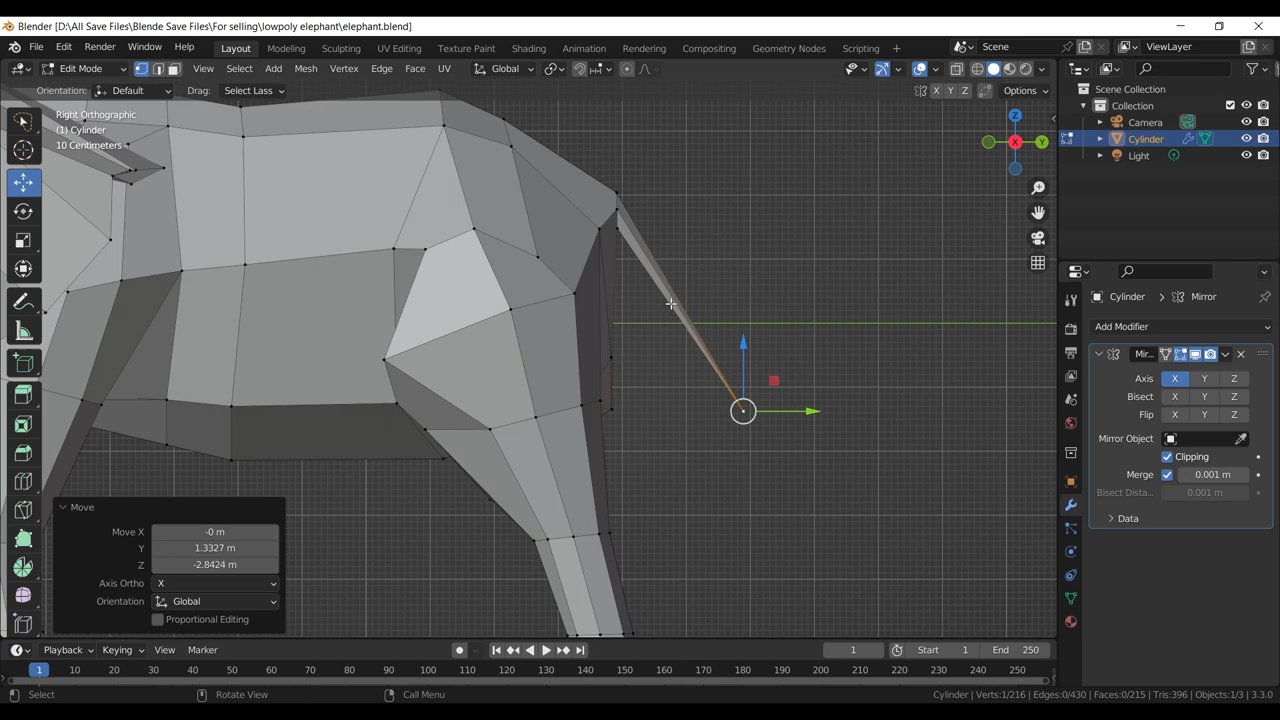 Blender [D:\All Save Files\Blende Save Files\For selling\lowpoly elephant\elephant.blend]
File Edit Render Window Help Layout Modeling Sculpting UV Editing Texture Paint Shading Animation Rendering Compositing Geometry Nodes Scripting + Scene ViewLayer
Edit Mode View Select Add Mesh Vertex Edge Face UV Global
Orientation: Default Drag: Select Less X Y Z Options
Right Orthographic
(1) Cylinder
10 Centimeters
Z
X
Y
Scene Collection
Collection
Camera
Cylinder
Light
Cylinder Mirror
Add Modifier
Mir...
Axis X Y Z
Bisect X Y Z
Flip X Y Z
Mirror Object
Clipping
Merge 0.001 m
Bisect Dista... 0.001 m
Data
Move
Move X -0 m
Y 1.3327 m
Z -2.8424 m
Axis Ortho X
Orientation Global
Proportional Editing
Playback Keying View Marker 1 Start 1 End 250
1 10 20 30 40 50 60 70 80 90 100 110 120 130 140 150 160 170 180 190 200 210 220 230 240 250
Select Rotate View Call Menu Cylinder | Verts:1/216 | Edges:0/430 | Faces:0/215 | Tris:396 | Objects:1/3 | 3.3.0